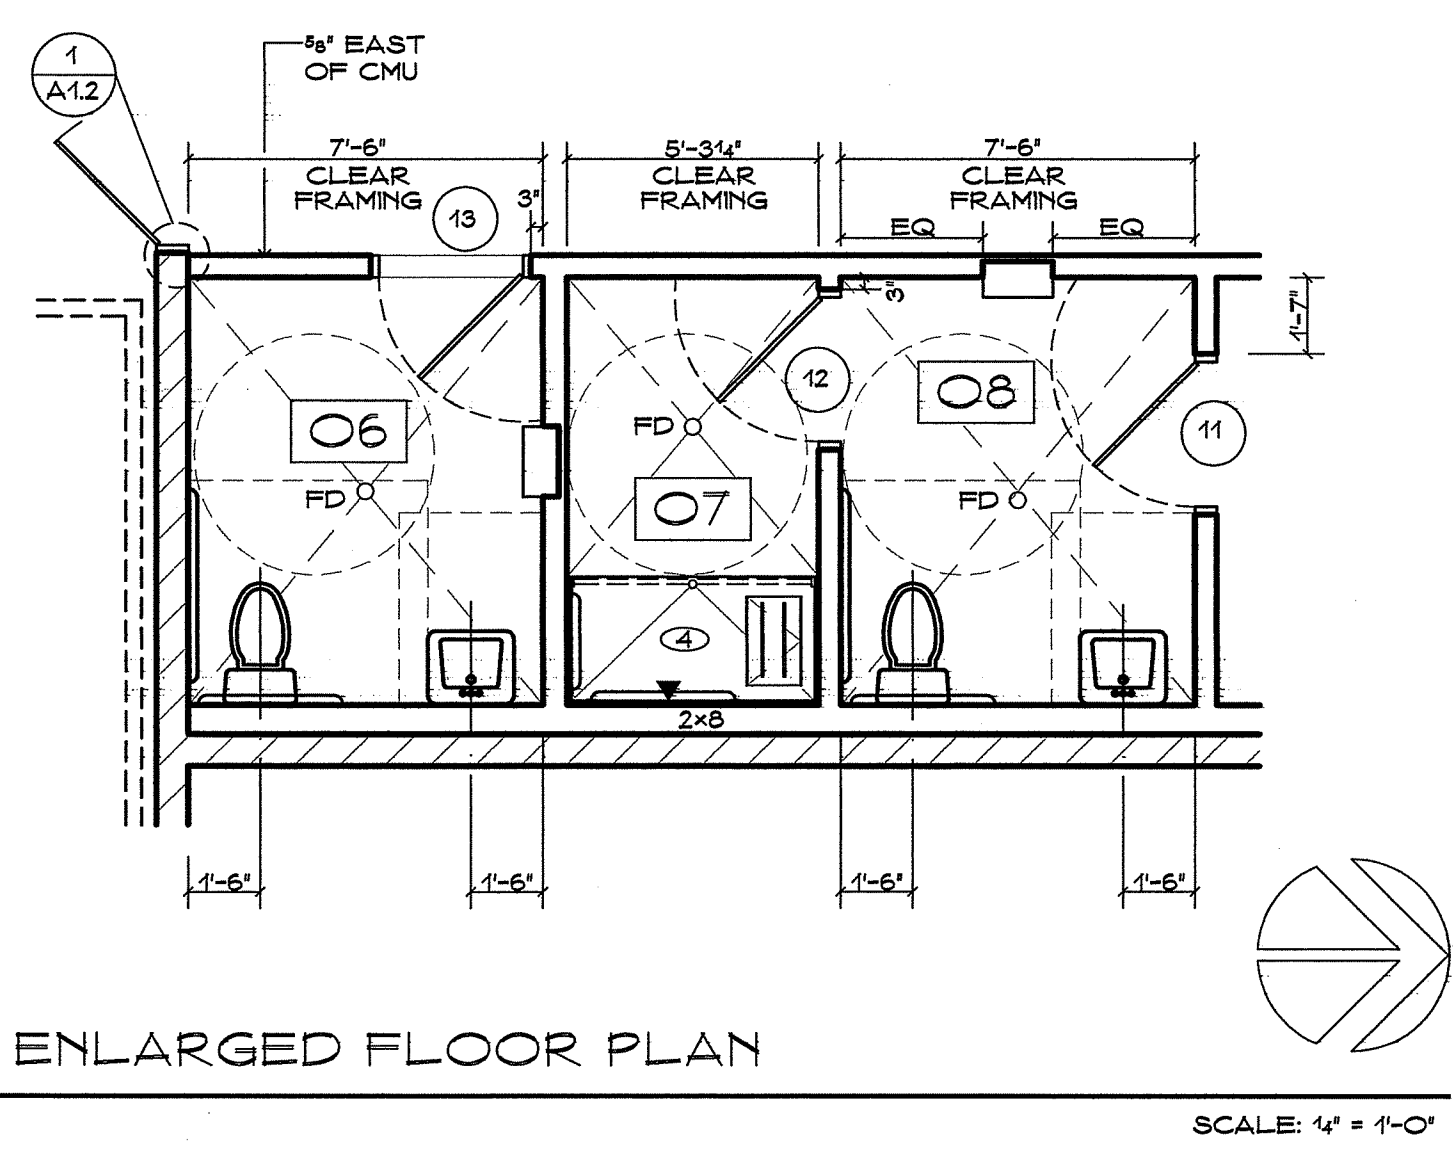 1
A1.2
5/8" EAST
OF CMU
7'-6"
CLEAR
FRAMING
5'-3 1/4"
CLEAR
FRAMING
7'-6"
CLEAR
FRAMING
13
3"
EQ
EQ
3"
1'-7"
12
11
06
FD
FD
07
08
FD
4
2x8
1'-6"
1'-6"
1'-6"
1'-6"
ENLARGED FLOOR PLAN
SCALE: 1/4" = 1'-0"